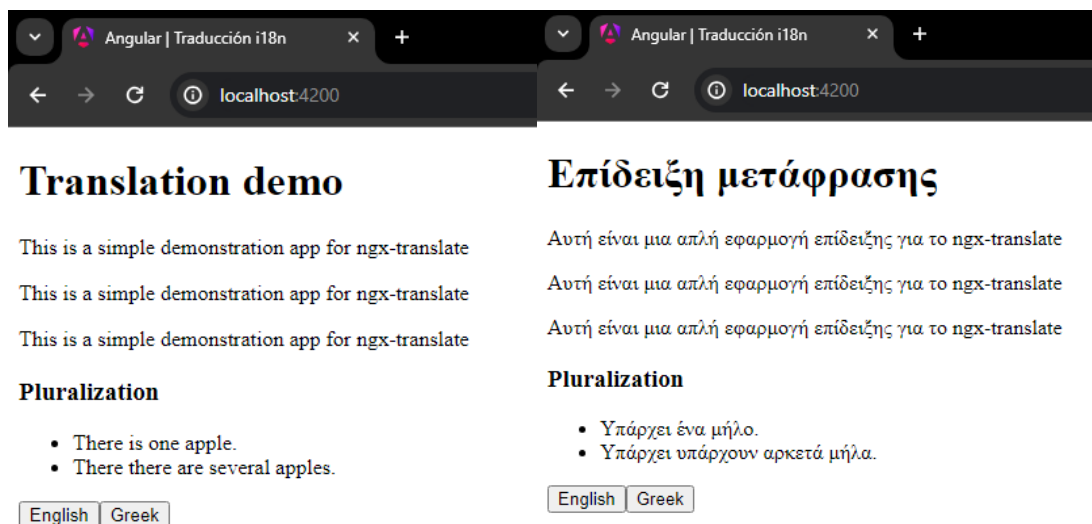 Angular | Traducción i18n
localhost:4200
Translation demo
This is a simple demonstration app for ngx-translate
This is a simple demonstration app for ngx-translate
This is a simple demonstration app for ngx-translate
Pluralization
There is one apple.
There there are several apples.
English Greek
Angular | Traducción i18n
localhost:4200
Επίδειξη μετάφρασης
Αυτή είναι μια απλή εφαρμογή επίδειξης για το ngx-translate
Αυτή είναι μια απλή εφαρμογή επίδειξης για το ngx-translate
Αυτή είναι μια απλή εφαρμογή επίδειξης για το ngx-translate
Pluralization
Υπάρχει ένα μήλο.
Υπάρχει υπάρχουν αρκετά μήλα.
English Greek